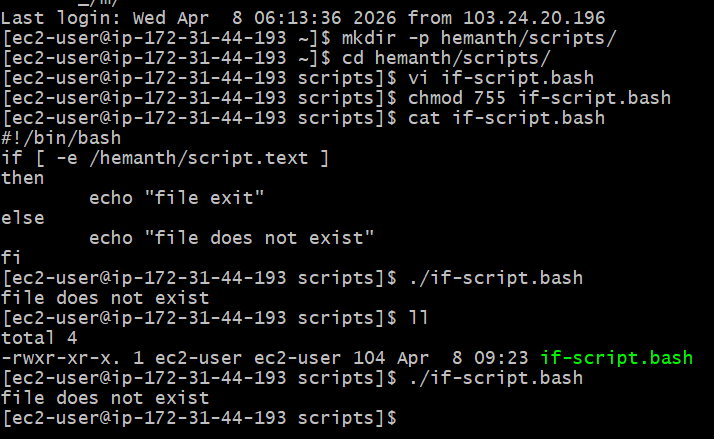 Last login: Wed Apr  8 06:13:36 2026 from 103.24.20.196
[ec2-user@ip-172-31-44-193 ~]$ mkdir -p hemanth/scripts/
[ec2-user@ip-172-31-44-193 ~]$ cd hemanth/scripts/
[ec2-user@ip-172-31-44-193 scripts]$ vi if-script.bash
[ec2-user@ip-172-31-44-193 scripts]$ chmod 755 if-script.bash
[ec2-user@ip-172-31-44-193 scripts]$ cat if-script.bash
#!/bin/bash
if [ -e /hemanth/script.text ]
then
        echo "file exit"
else
        echo "file does not exist"
fi
[ec2-user@ip-172-31-44-193 scripts]$ ./if-script.bash
file does not exist
[ec2-user@ip-172-31-44-193 scripts]$ ll
total 4
-rwxr-xr-x. 1 ec2-user ec2-user 104 Apr  8 09:23 if-script.bash
[ec2-user@ip-172-31-44-193 scripts]$ ./if-script.bash
file does not exist
[ec2-user@ip-172-31-44-193 scripts]$